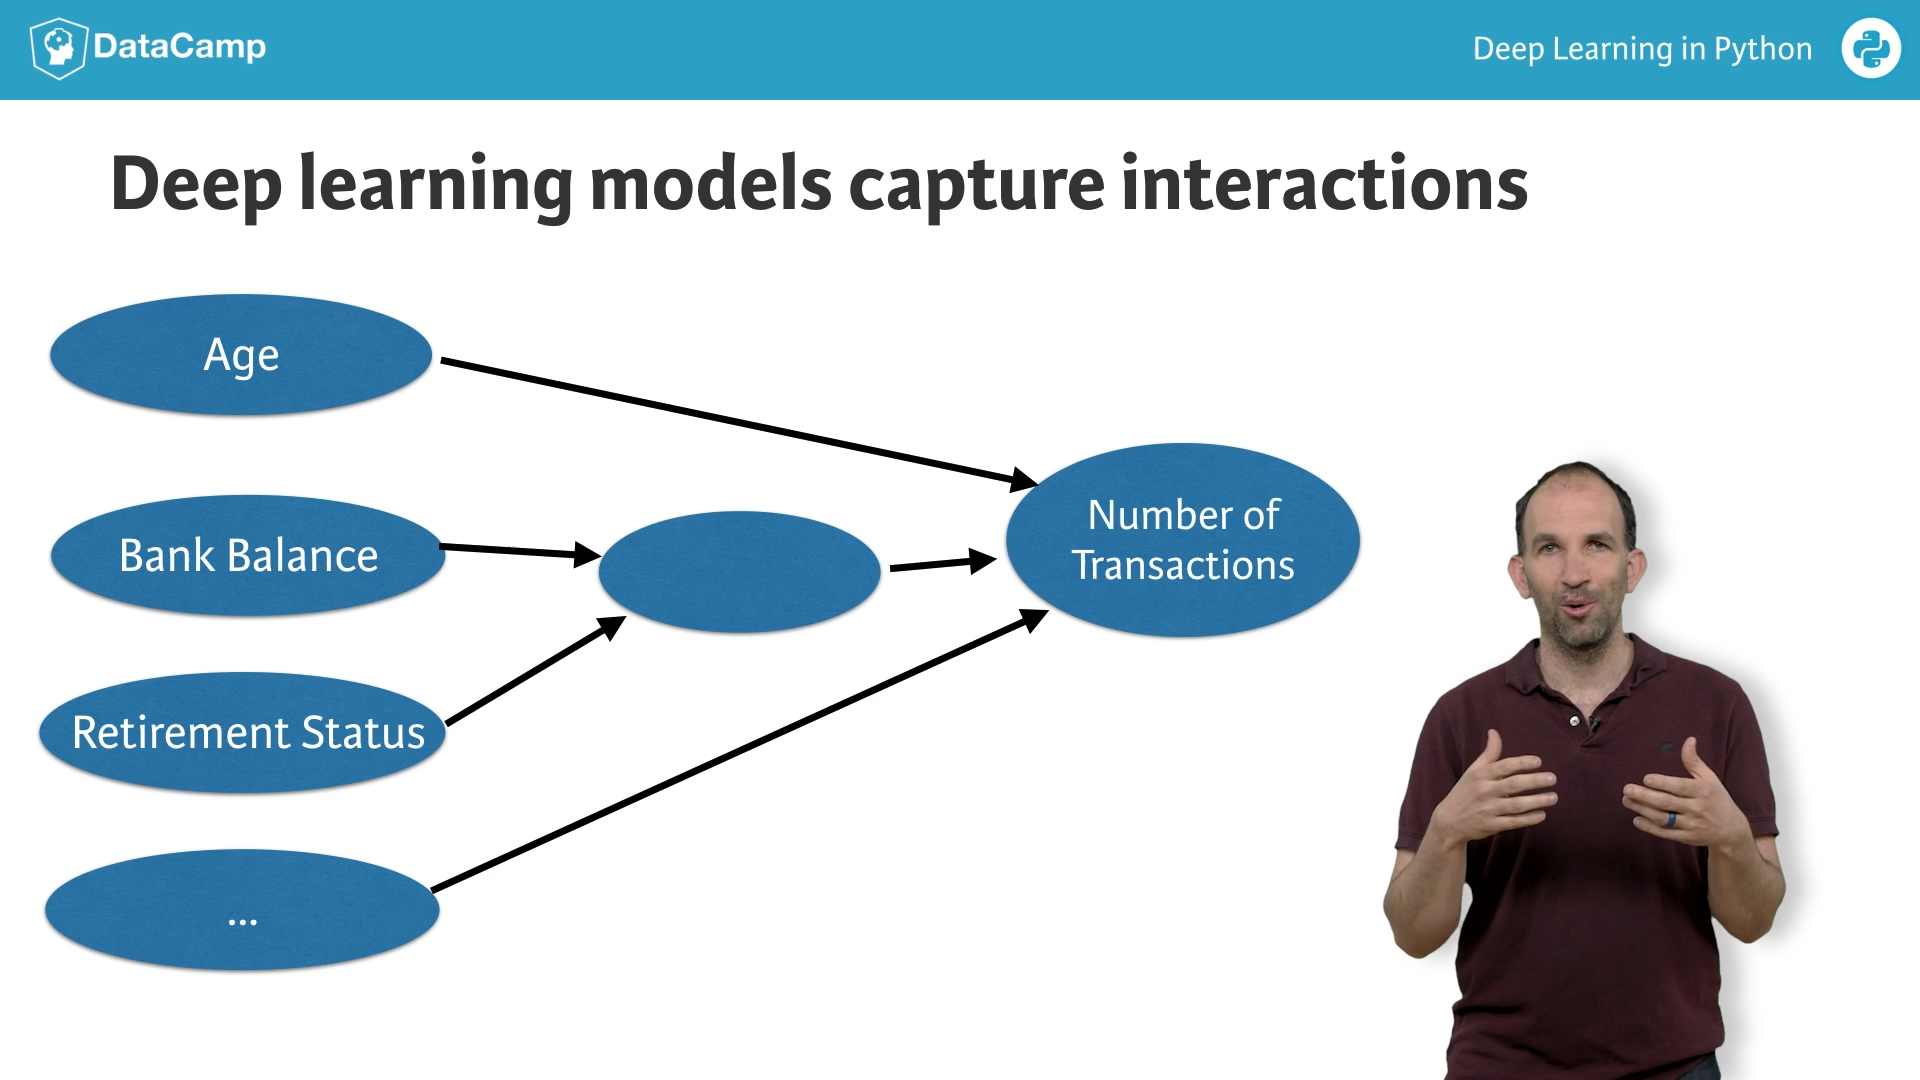 DataCamp
Deep Learning in Python
Deep learning models capture interactions
Age
Bank Balance
Retirement Status
...
Number of
Transactions